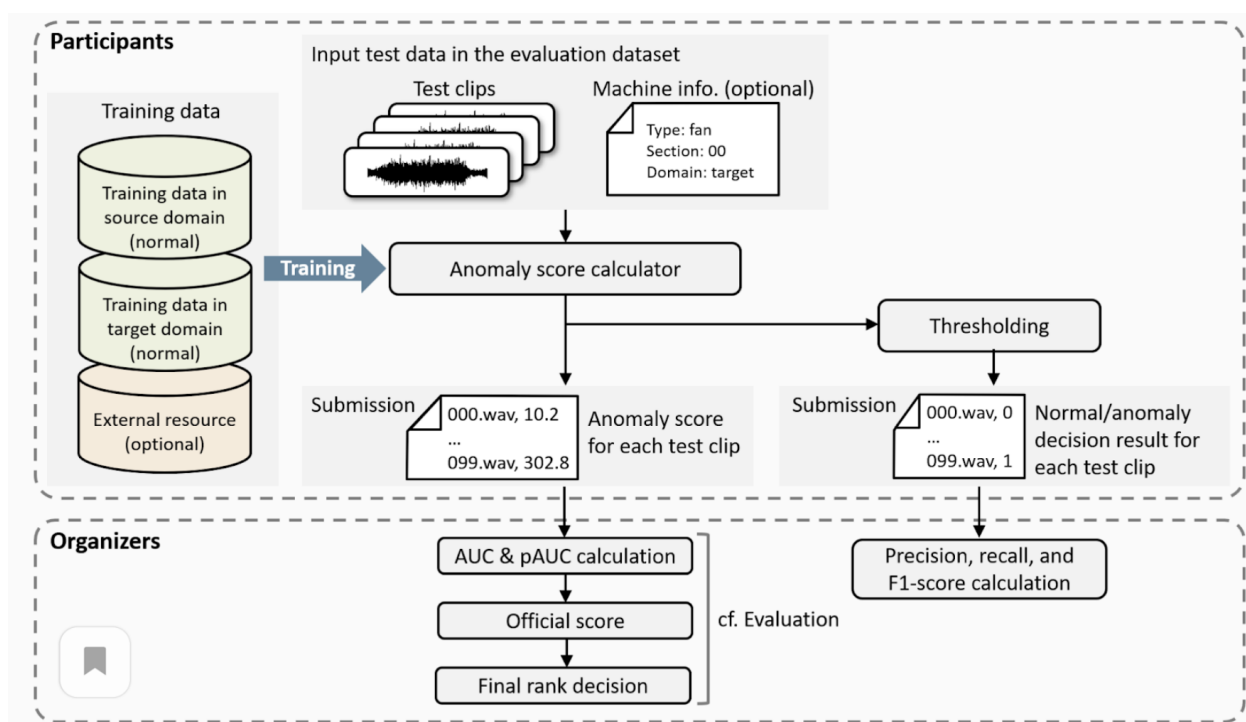 Participants
Input test data in the evaluation dataset
Test clips
Machine info. (optional)
Type: fan
Section: 00
Domain: target
Training data
Training data in
source domain
(normal)
Training data in
target domain
(normal)
External resource
(optional)
Training
Anomaly score calculator
Thresholding
Submission
000.wav, 10.2
...
099.wav, 302.8
Anomaly score
for each test clip
Submission
000.wav, 0
...
099.wav, 1
Normal/anomaly
decision result for
each test clip
Organizers
AUC & pAUC calculation
Official score
Final rank decision
cf. Evaluation
Precision, recall, and
F1-score calculation